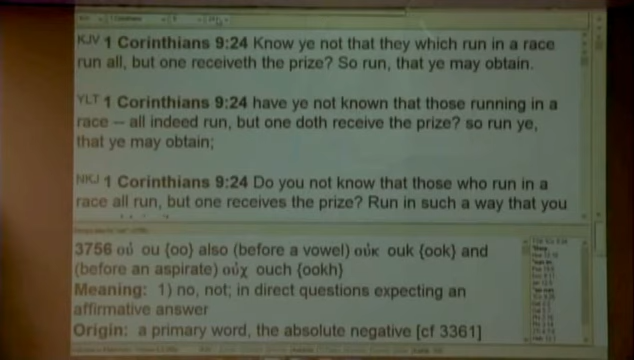 KJV 1 Corinthians 9:24 Know ye not that they which run in a race
run all, but one receiveth the prize? So run, that ye may obtain.
YLT 1 Corinthians 9:24 have ye not known that those running in a
race -- all indeed run, but one doth receive the prize? so run ye,
that ye may obtain;
NKJ 1 Corinthians 9:24 Do you not know that those who run in a
race all run, but one receives the prize? Run in such a way that you
3756 οὐ ou {oo} also (before a vowel) οὐκ ouk {ook} and
(before an aspirate) οὐχ ouch {ookh}
Meaning: 1) no, not; in direct questions expecting an
affirmative answer
Origin: a primary word, the absolute negative [cf 3361]